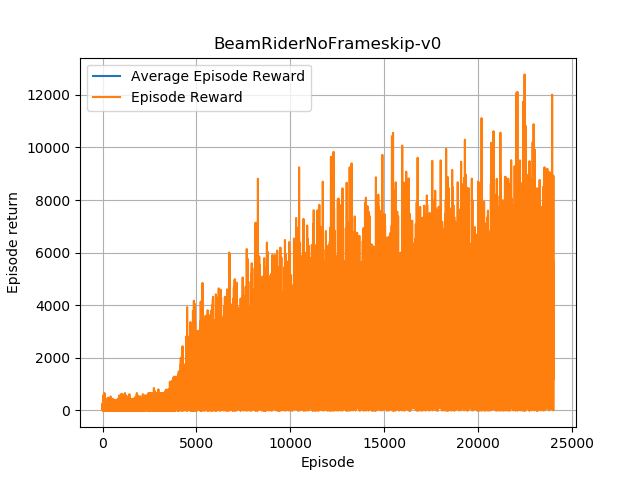 BeamRiderNoFrameskip-v0
Average Episode Reward
Episode Reward
12000
10000
8000
6000
4000
2000
0
Episode return
0 5000 10000 15000 20000 25000
Episode